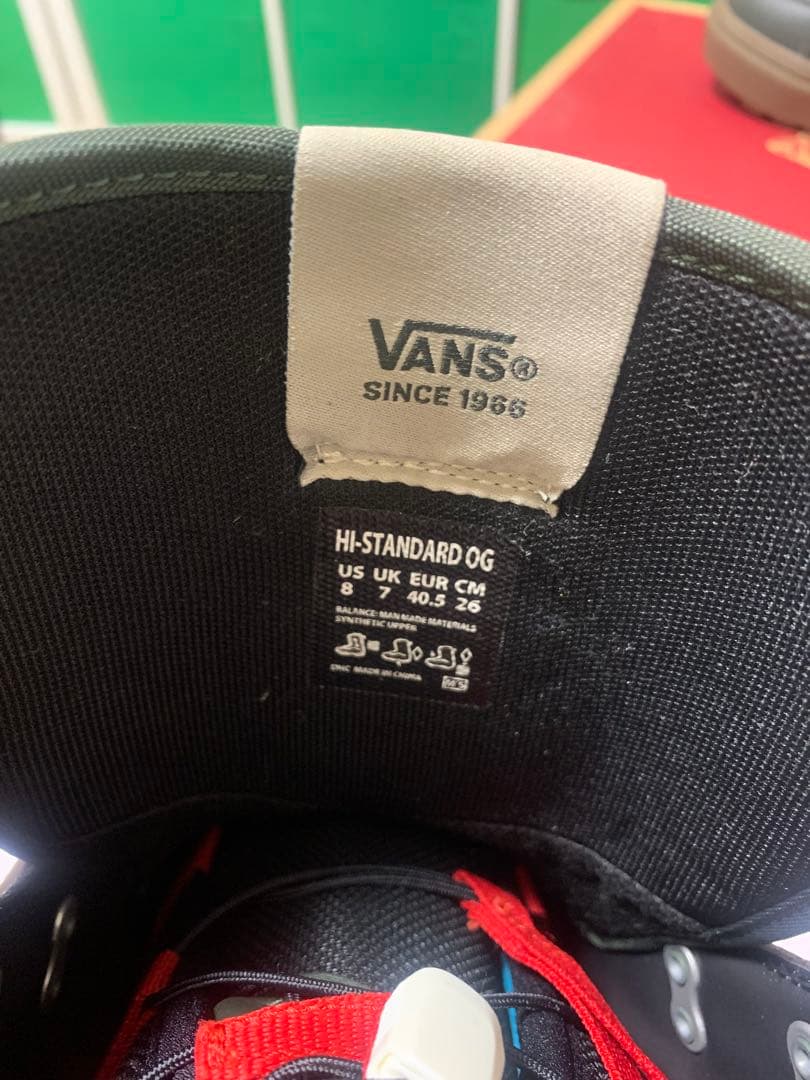 VANS®
SINCE 1966
HI-STANDARD OG
US UK EUR CM
8 7 40.5 26
BALANCE: MAN MADE MATERIALS
SYNTHETIC UPPER
DHC MADE IN CHINA
M'S